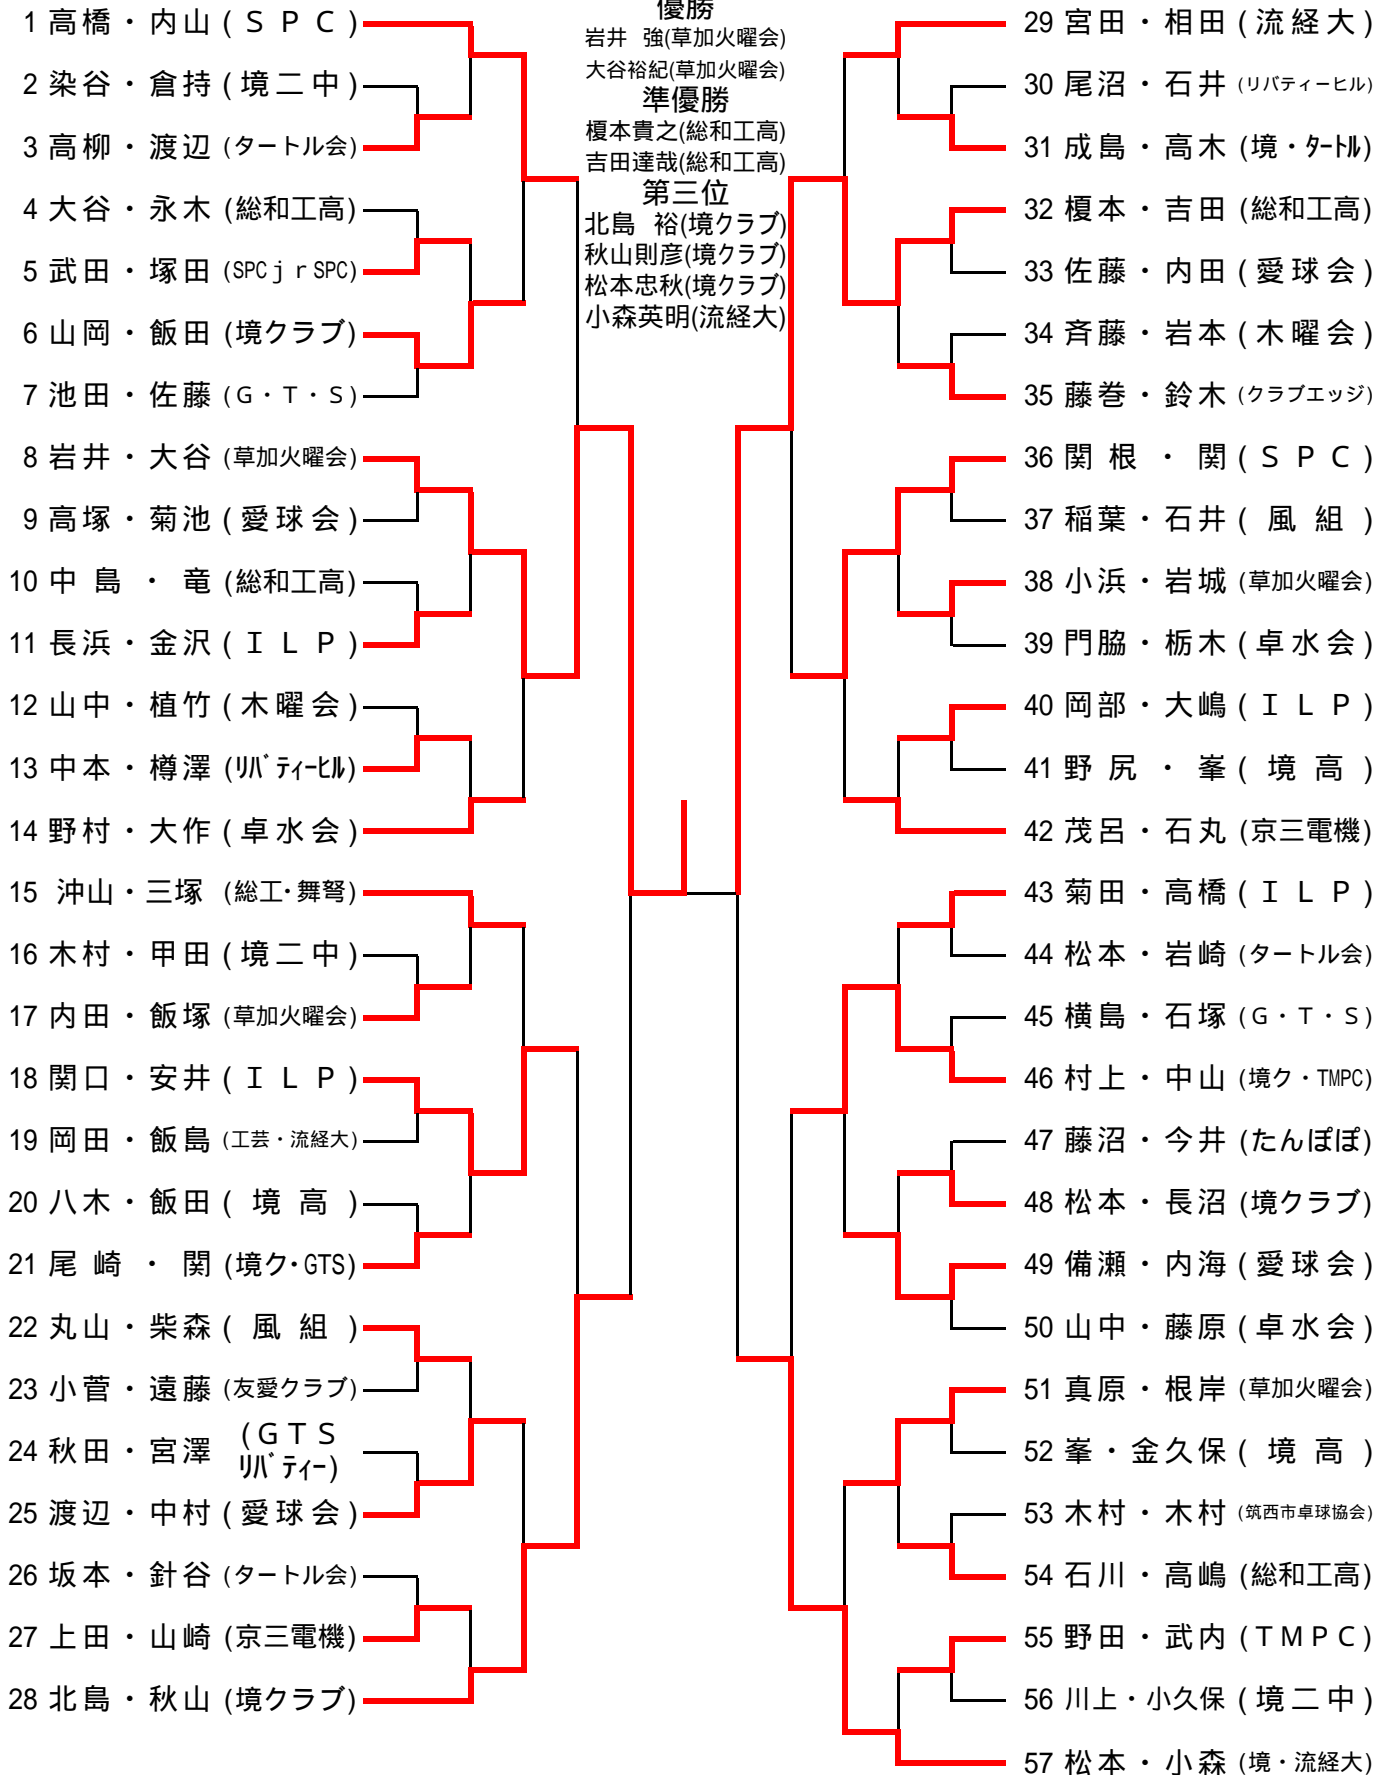 優勝
岩井 強(草加火曜会)
大谷裕紀(草加火曜会)
準優勝
榎本貴之(総和工高)
吉田達哉(総和工高)
第三位
北島 裕(境クラブ)
秋山則彦(境クラブ)
松本忠秋(境クラブ)
小森英明(流経大)
1 高橋・内山 (ＳＰＣ)
2 染谷・倉持 (境二中)
3 高柳・渡辺 (タートル会)
4 大谷・永木 (総和工高)
5 武田・塚田 (SPCｊｒSPC)
6 山岡・飯田 (境クラブ)
7 池田・佐藤 (Ｇ・Ｔ・Ｓ)
8 岩井・大谷 (草加火曜会)
9 高塚・菊池 (愛球会)
10 中島・竜 (総和工高)
11 長浜・金沢 (ＩＬＰ)
12 山中・植竹 (木曜会)
13 中本・樽澤 (ﾘﾊﾞﾃｨｰﾋﾙ)
14 野村・大作 (卓水会)
15 沖山・三塚 (総工・舞弩)
16 木村・甲田 (境二中)
17 内田・飯塚 (草加火曜会)
18 関口・安井 (ＩＬＰ)
19 岡田・飯島 (工芸・流経大)
20 八木・飯田 (境高)
21 尾崎・関 (境ク・GTS)
22 丸山・柴森 (風組)
23 小菅・遠藤 (友愛クラブ)
24 秋田・宮澤 (ＧＴＳ
ﾘﾊﾞﾃｨｰ)
25 渡辺・中村 (愛球会)
26 坂本・針谷 (タートル会)
27 上田・山崎 (京三電機)
28 北島・秋山 (境クラブ)
29 宮田・相田 (流経大)
30 尾沼・石井 (リバティーヒル)
31 成島・高木 (境・ﾀｰﾄﾙ)
32 榎本・吉田 (総和工高)
33 佐藤・内田 (愛球会)
34 斉藤・岩本 (木曜会)
35 藤巻・鈴木 (クラブエッジ)
36 関根・関 (ＳＰＣ)
37 稲葉・石井 (風組)
38 小浜・岩城 (草加火曜会)
39 門脇・栃木 (卓水会)
40 岡部・大嶋 (ＩＬＰ)
41 野尻・峯 (境高)
42 茂呂・石丸 (京三電機)
43 菊田・高橋 (ＩＬＰ)
44 松本・岩崎 (タートル会)
45 横島・石塚 (Ｇ・Ｔ・Ｓ)
46 村上・中山 (境ク・TMPC)
47 藤沼・今井 (たんぽぽ)
48 松本・長沼 (境クラブ)
49 備瀬・内海 (愛球会)
50 山中・藤原 (卓水会)
51 真原・根岸 (草加火曜会)
52 峯・金久保 (境高)
53 木村・木村 (筑西市卓球協会)
54 石川・高嶋 (総和工高)
55 野田・武内 (ＴＭＰＣ)
56 川上・小久保 (境二中)
57 松本・小森 (境・流経大)